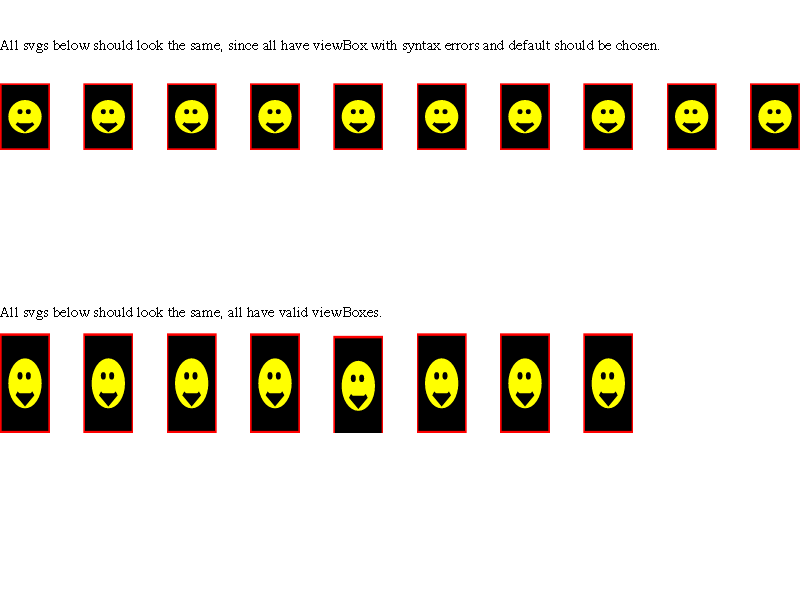 All svgs below should look the same, since all have viewBox with syntax errors and default should be chosen.
All svgs below should look the same, all have valid viewBoxes.